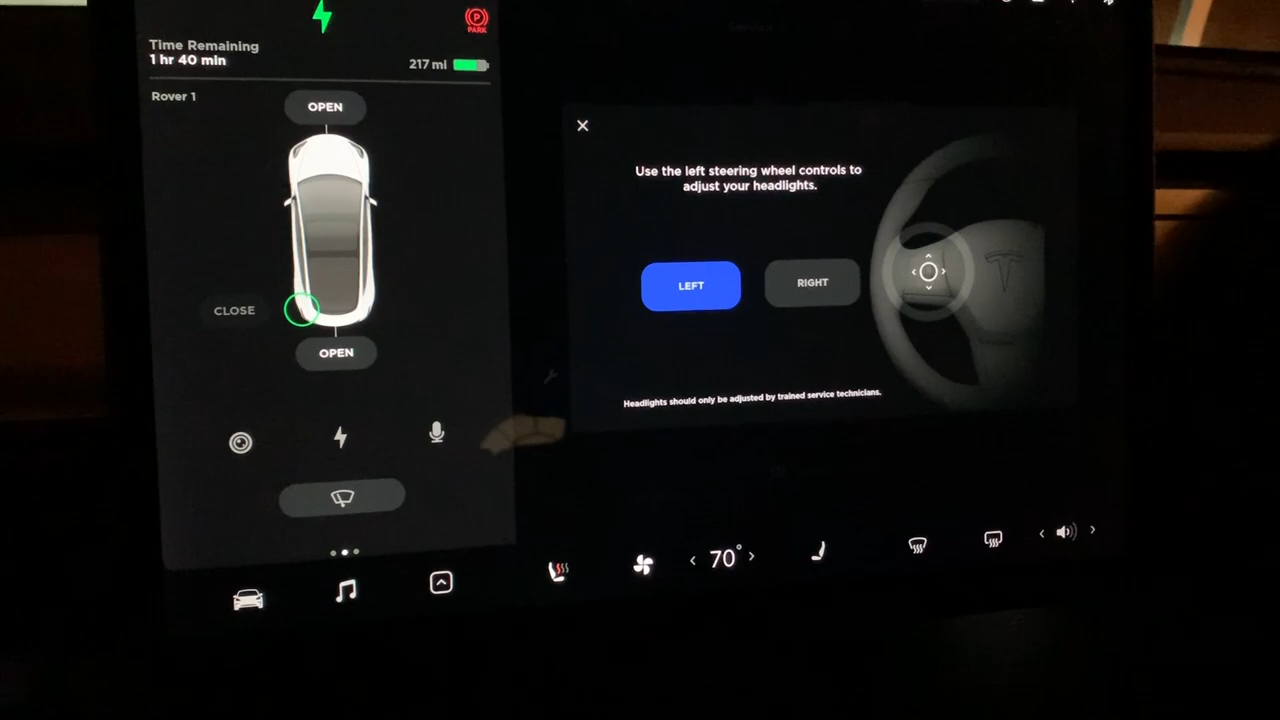 PARK
Time Remaining
1 hr 40 min
217 mi
Rover 1
OPEN
CLOSE
OPEN
Use the left steering wheel controls to
adjust your headlights.
LEFT
RIGHT
Headlights should only be adjusted by trained service technicians.
70°